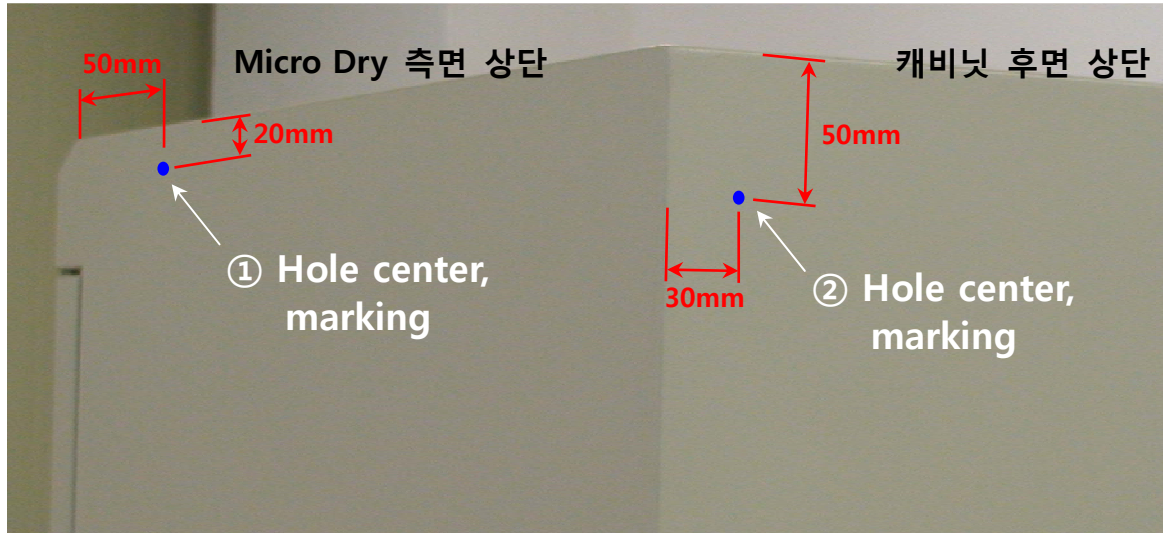 50mm
Micro Dry 측면 상단
캐비닛 후면 상단
20mm
50mm
① Hole center,
marking
30mm
② Hole center,
marking